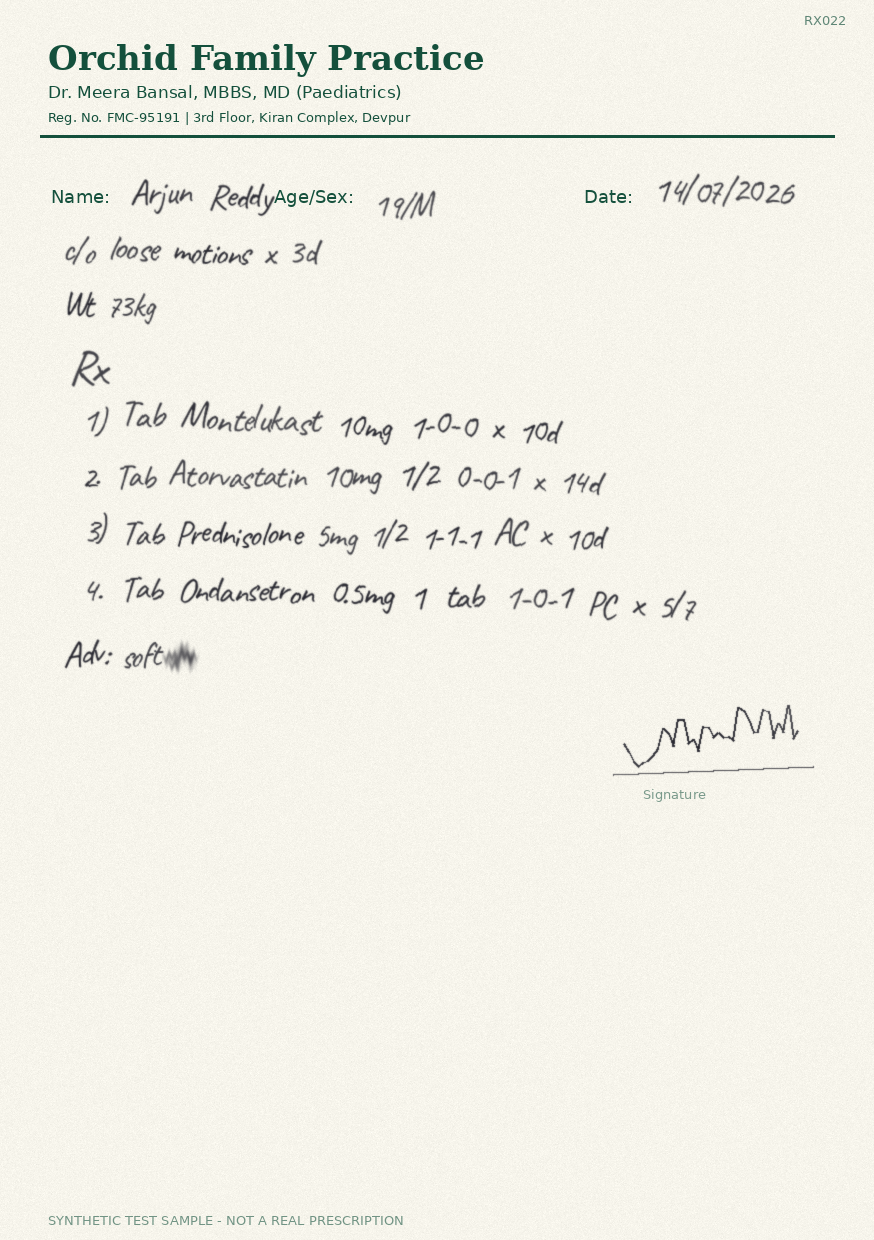 RX022
Orchid Family Practice
Dr. Meera Bansal, MBBS, MD (Paediatrics)
Reg. No. FMC-95191 | 3rd Floor, Kiran Complex, Devpur
Name: Arjun Reddy Age/Sex: 19/M Date: 14/07/2026
c/o loose motions x 3d
Wt 73kg
Rx
1) Tab Montelukast 10mg 1-0-0 x 10d
2. Tab Atorvastatin 10mg 1/2 0-0-1 x 14d
3) Tab Prednisolone 5mg 1/2 1-1-1 AC x 10d
4. Tab Ondansetron 0.5mg 1 tab 1-0-1 PC x 5/7
Adv: soft
Signature
SYNTHETIC TEST SAMPLE - NOT A REAL PRESCRIPTION